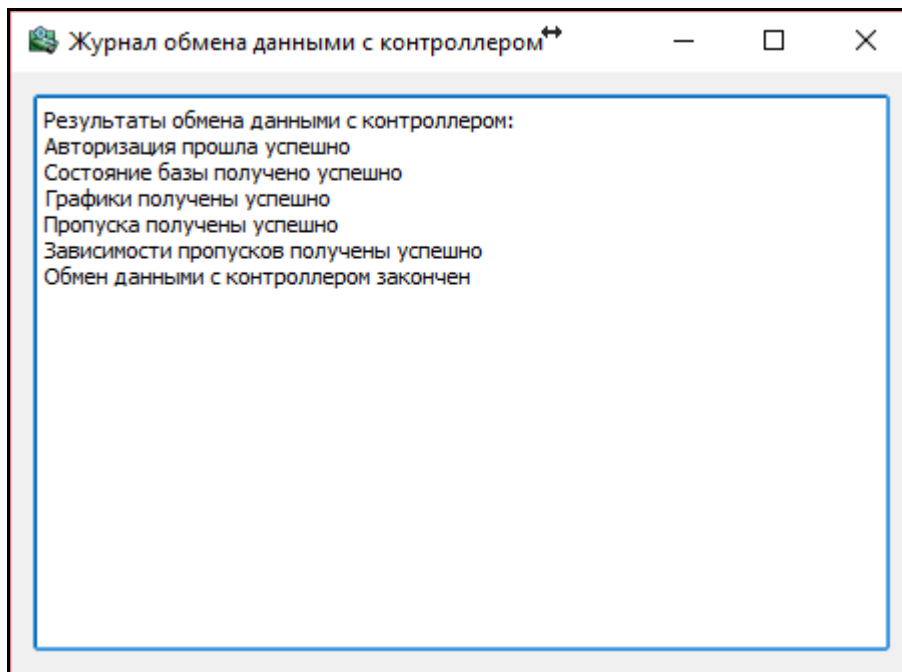 Журнал обмена данными с контроллером
Результаты обмена данными с контроллером:
Авторизация прошла успешно
Состояние базы получено успешно
Графики получены успешно
Пропуска получены успешно
Зависимости пропусков получены успешно
Обмен данными с контроллером закончен